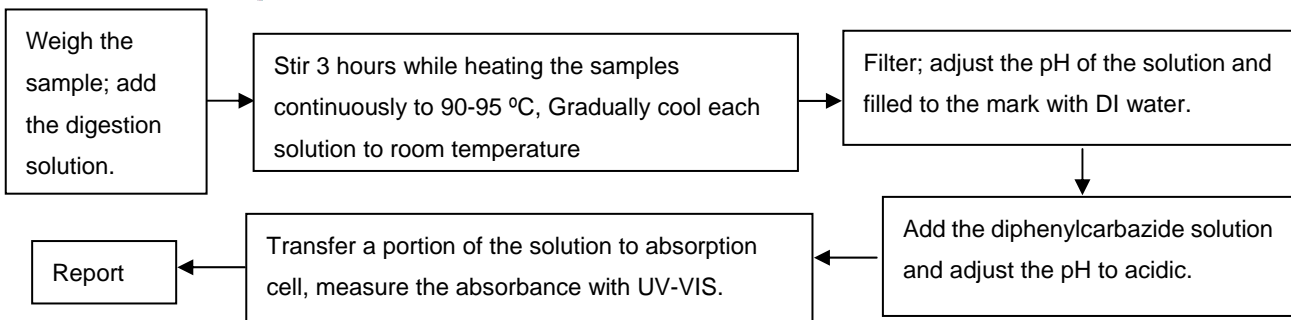 Weigh the
sample; add
the digestion
solution.
Stir 3 hours while heating the samples
continuously to 90-95 ºC, Gradually cool each
solution to room temperature
Filter; adjust the pH of the solution and
filled to the mark with DI water.
Add the diphenylcarbazide solution
and adjust the pH to acidic.
Transfer a portion of the solution to absorption
cell, measure the absorbance with UV-VIS.
Report